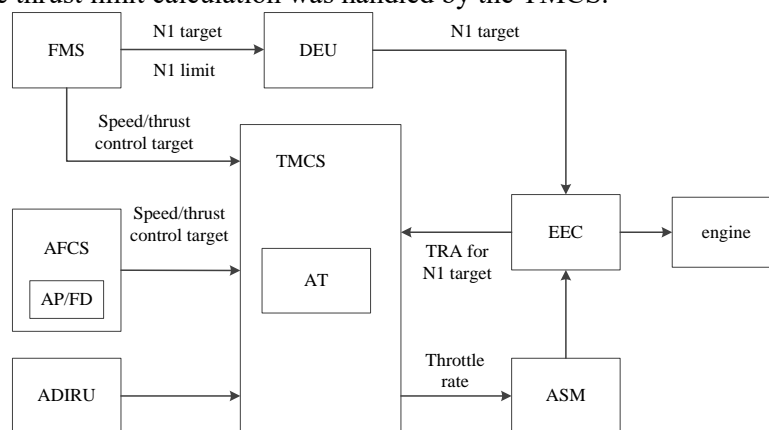 thrust limit calculation was handled by the TMCS.
FMS
N1 target
N1 limit
DEU
N1 target
Speed/thrust
control target
TMCS
AFCS
AP/FD
Speed/thrust
control target
AT
TRA for
N1 target
EEC
engine
ADIRU
Throttle
rate
ASM